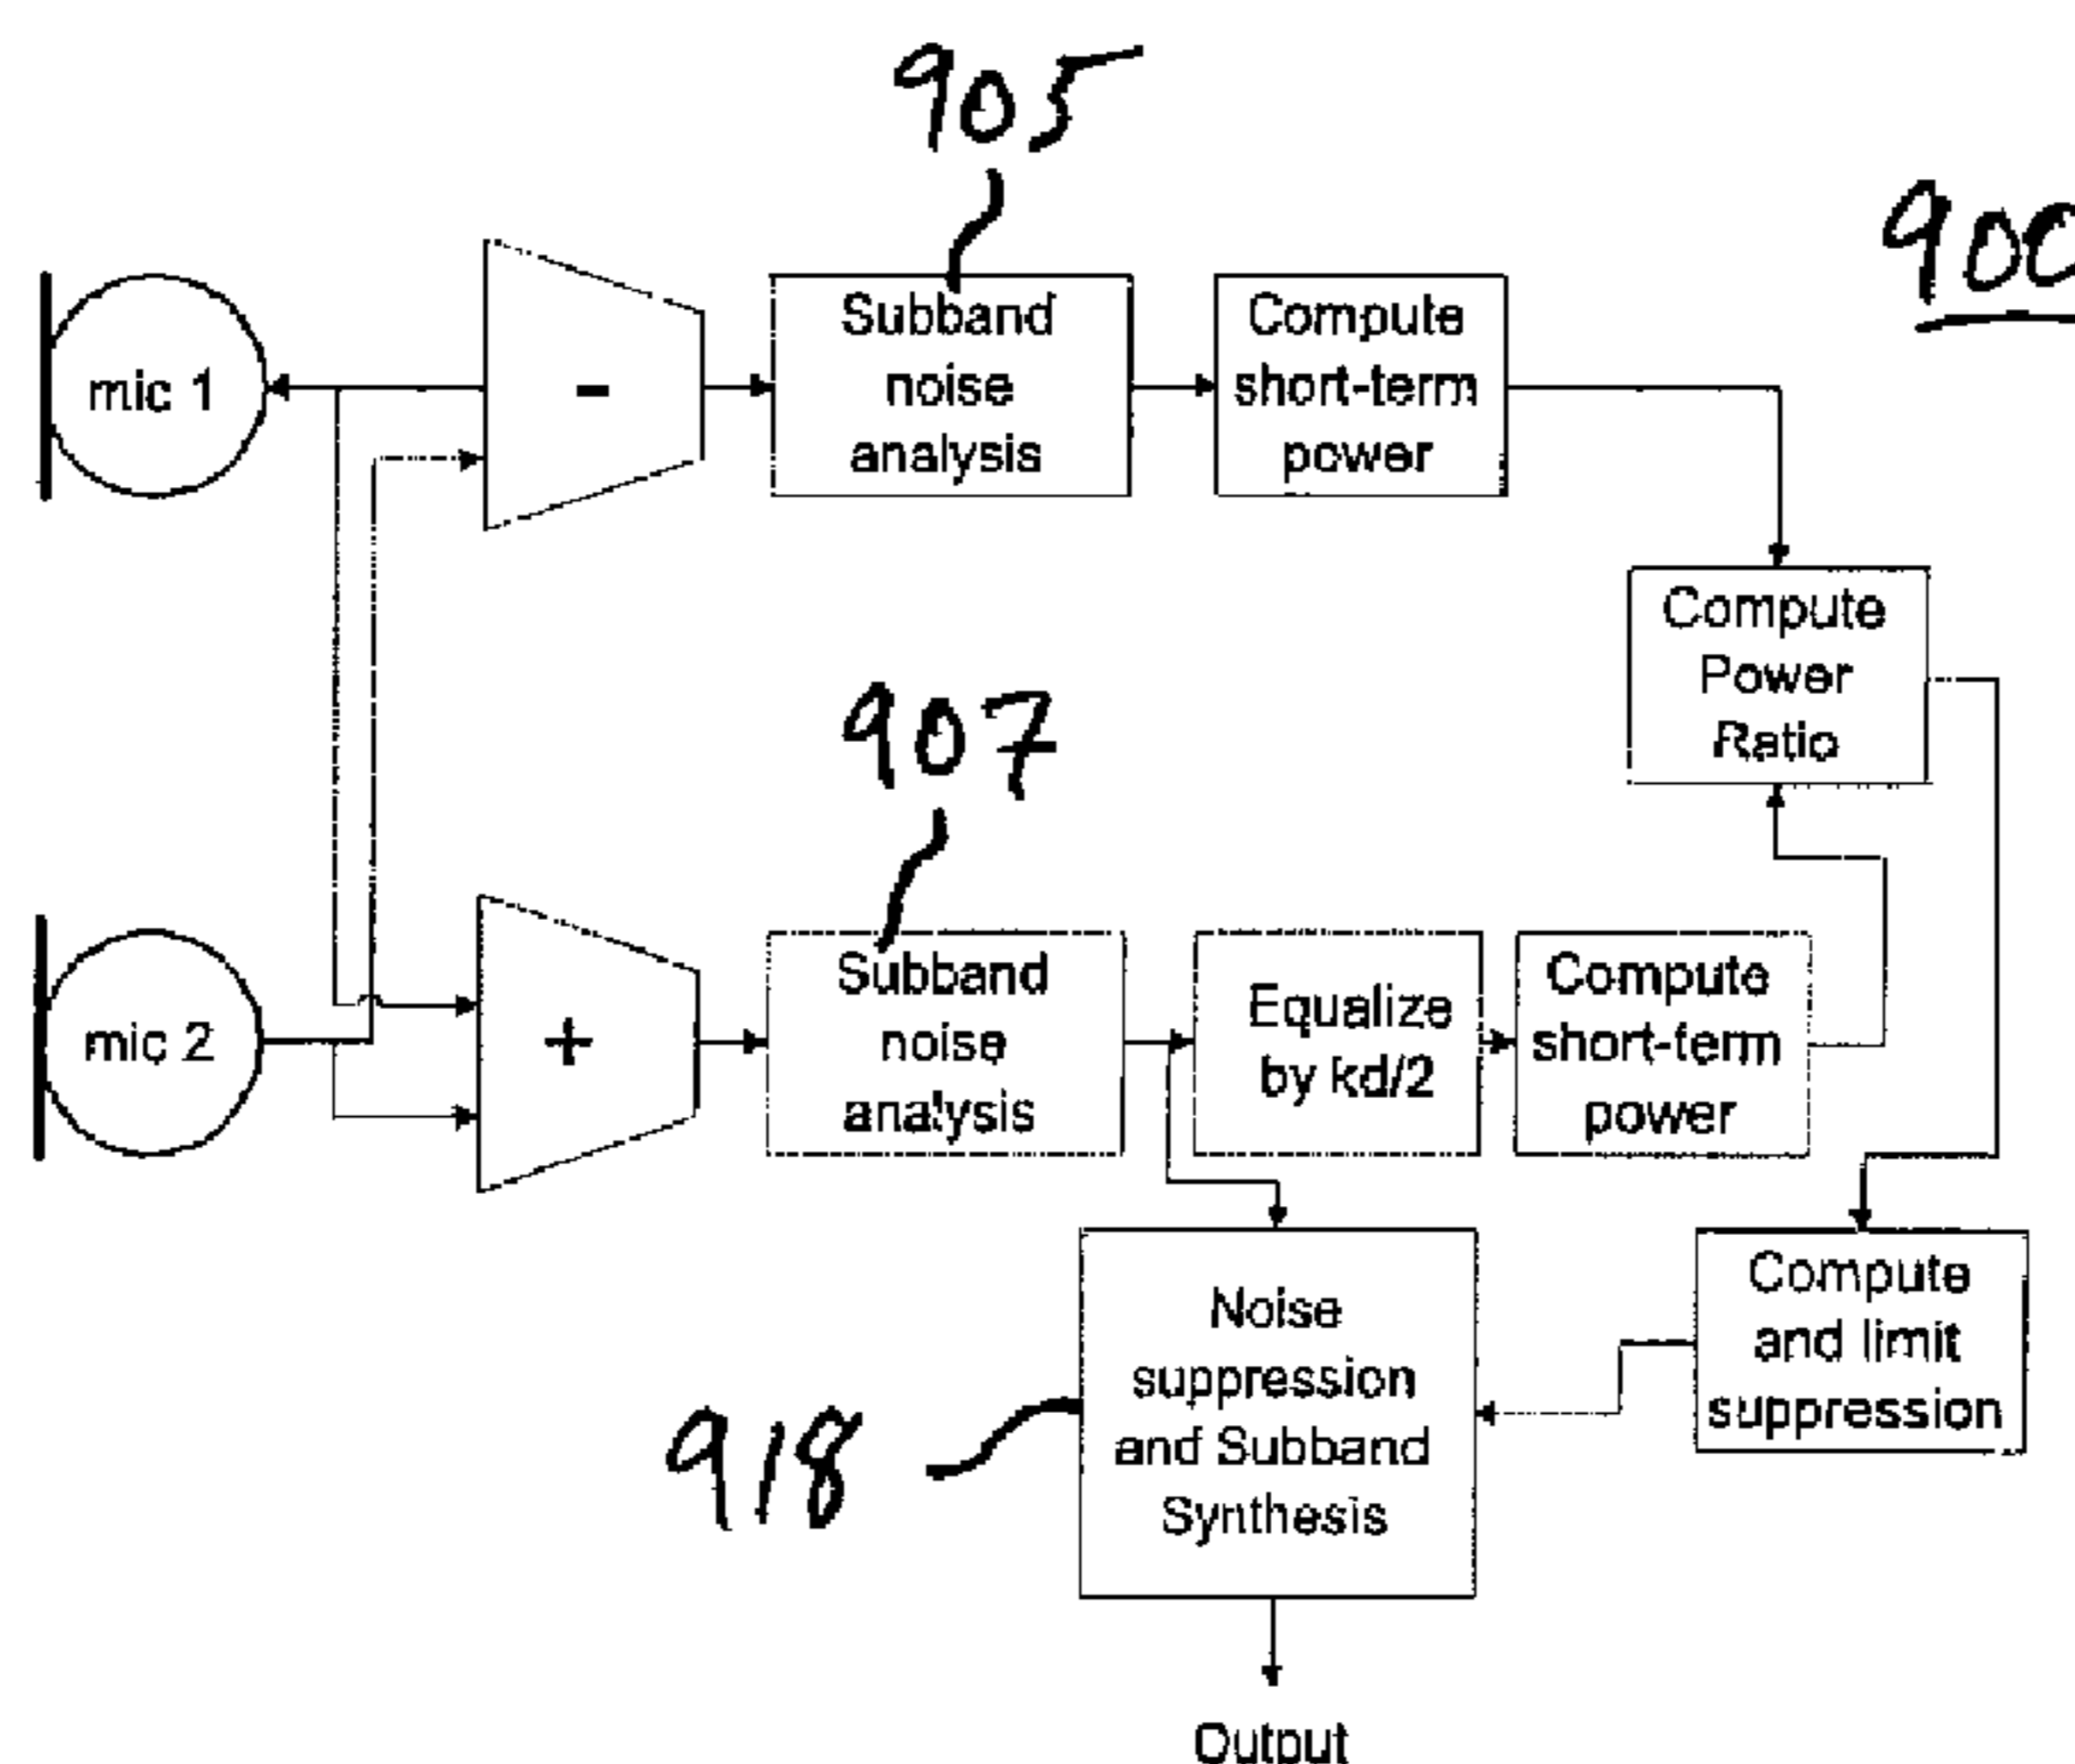 905
900
mic 1
-
Subband
noise
analysis
Compute
short-term
power
Compute
Power
Ratio
907
mic 2
+
Subband
noise
analysis
Equalize
by kd/2
Compute
short-term
power
918
Noise
suppression
and Subband
Synthesis
Compute
and limit
suppression
Output